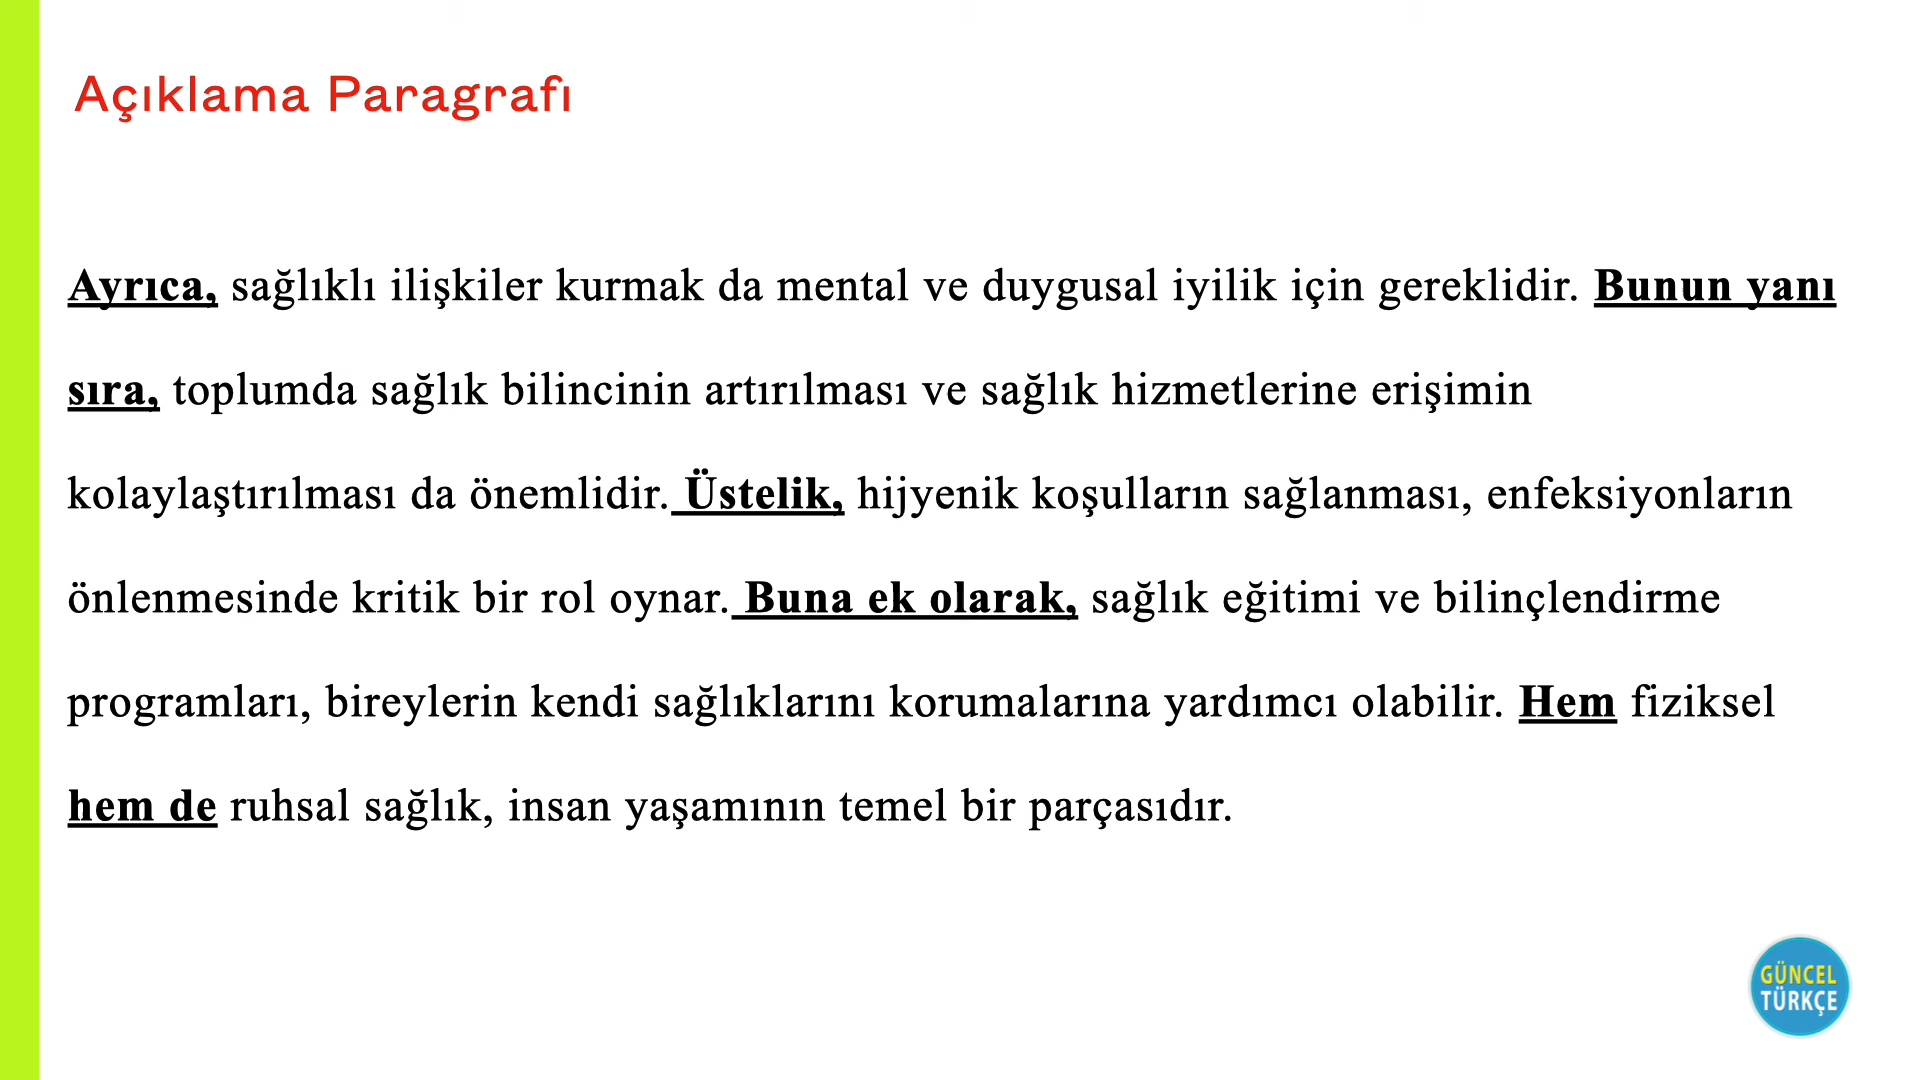 Açıklama Paragrafı
Ayrıca, sağlıklı ilişkiler kurmak da mental ve duygusal iyilik için gereklidir. Bunun yanı
sıra, toplumda sağlık bilincinin artırılması ve sağlık hizmetlerine erişimin
kolaylaştırılması da önemlidir. Üstelik, hijyenik koşulların sağlanması, enfeksiyonların
önlenmesinde kritik bir rol oynar. Buna ek olarak, sağlık eğitimi ve bilinçlendirme
programları, bireylerin kendi sağlıklarını korumalarına yardımcı olabilir. Hem fiziksel
hem de ruhsal sağlık, insan yaşamının temel bir parçasıdır.
GÜNCEL
TÜRKÇE